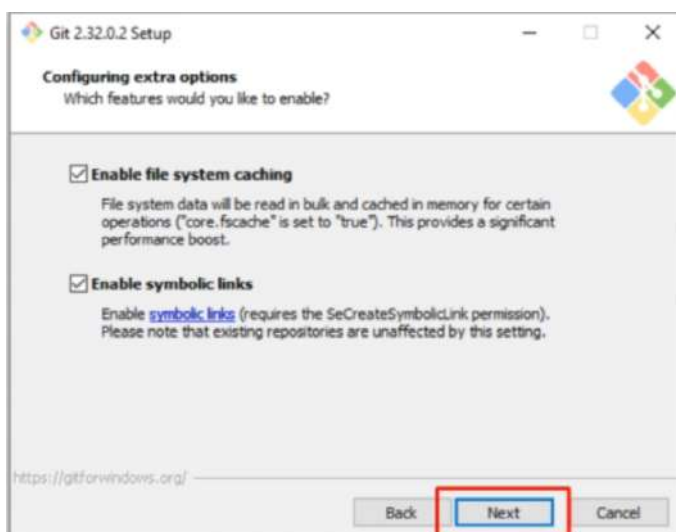 Git 2.32.0.2 Setup
Configuring extra options
Which features would you like to enable?
Enable file system caching
File system data will be read in bulk and cached in memory for certain
operations ("core.fscache" is set to "true"). This provides a significant
performance boost.
Enable symbolic links
Enable symbolic links (requires the SeCreateSymbolicLink permission).
Please note that existing repositories are unaffected by this setting.
https://gitforwindows.org/
Back Next Cancel